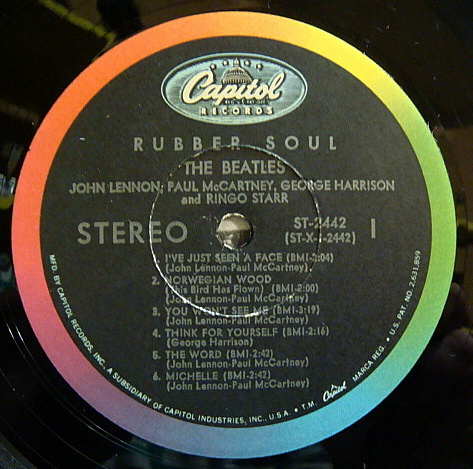 Capitol
RECORDS
RUBBER SOUL
THE BEATLES
JOHN LENNON, PAUL McCARTNEY, GEORGE HARRISON
and RINGO STARR
STEREO
ST-2442
(ST-X-1-2442)
1
1. I'VE JUST SEEN A FACE (BMI-2:04)
(John Lennon-Paul McCartney)
2. NORWEGIAN WOOD
(This Bird Has Flown) (BMI-2:00)
(John Lennon-Paul McCartney)
3. YOU WON'T SEE ME (BMI-3:19)
(John Lennon-Paul McCartney)
4. THINK FOR YOURSELF (BMI-2:16)
(George Harrison)
5. THE WORD (BMI-2:42)
(John Lennon-Paul McCartney)
6. MICHELLE (BMI-2:42)
(John Lennon-Paul McCartney)
MFD. BY CAPITOL RECORDS, INC., A SUBSIDIARY OF CAPITOL INDUSTRIES, INC., U.S.A. • T.M. Capitol MARCA REG. • U.S. PAT. NO. 2,631,859